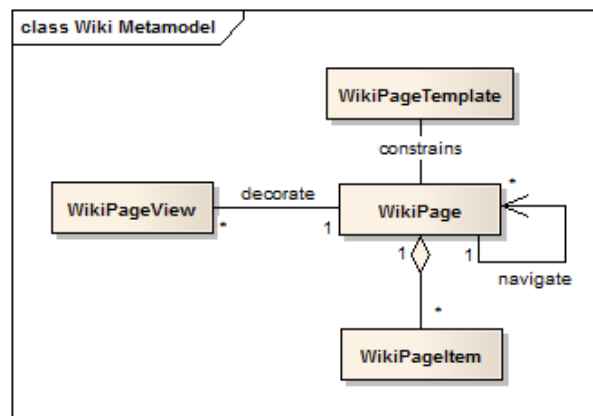 class Wiki Metamodel
WikiPageTemplate
constrains
WikiPageView
decorate
*
1
WikiPage
*
1
1
navigate
*
WikiPageItem